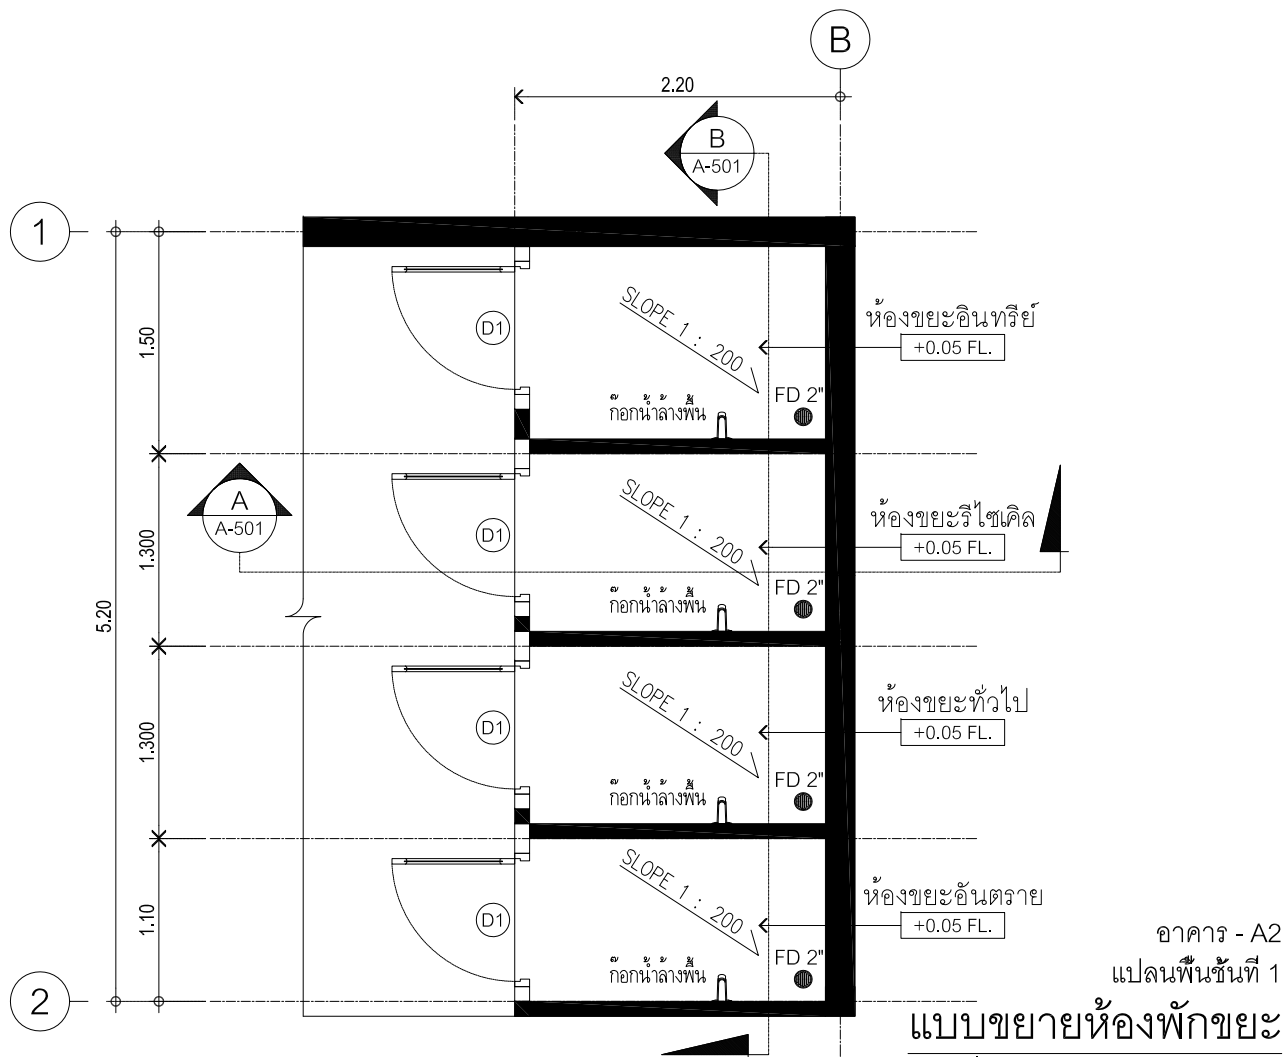 B
2.20
B
A-501
1
SLOPE 1 : 200
ห้องขยะอินทรีย์
+0.05 FL.
D1
1.50
FD 2"
ก๊อกน้ำล้างพื้น
A
A-501
SLOPE 1 : 200
ห้องขยะรีไซเคิล
+0.05 FL.
D1
1.300
FD 2"
ก๊อกน้ำล้างพื้น
5.20
SLOPE 1 : 200
ห้องขยะทั่วไป
+0.05 FL.
D1
1.300
FD 2"
ก๊อกน้ำล้างพื้น
SLOPE 1 : 200
ห้องขยะอันตราย
+0.05 FL.
D1
1.10
FD 2"
ก๊อกน้ำล้างพื้น
2
อาคาร - A2
แปลนพื้นชั้นที่ 1
แบบขยายห้องพักขยะ